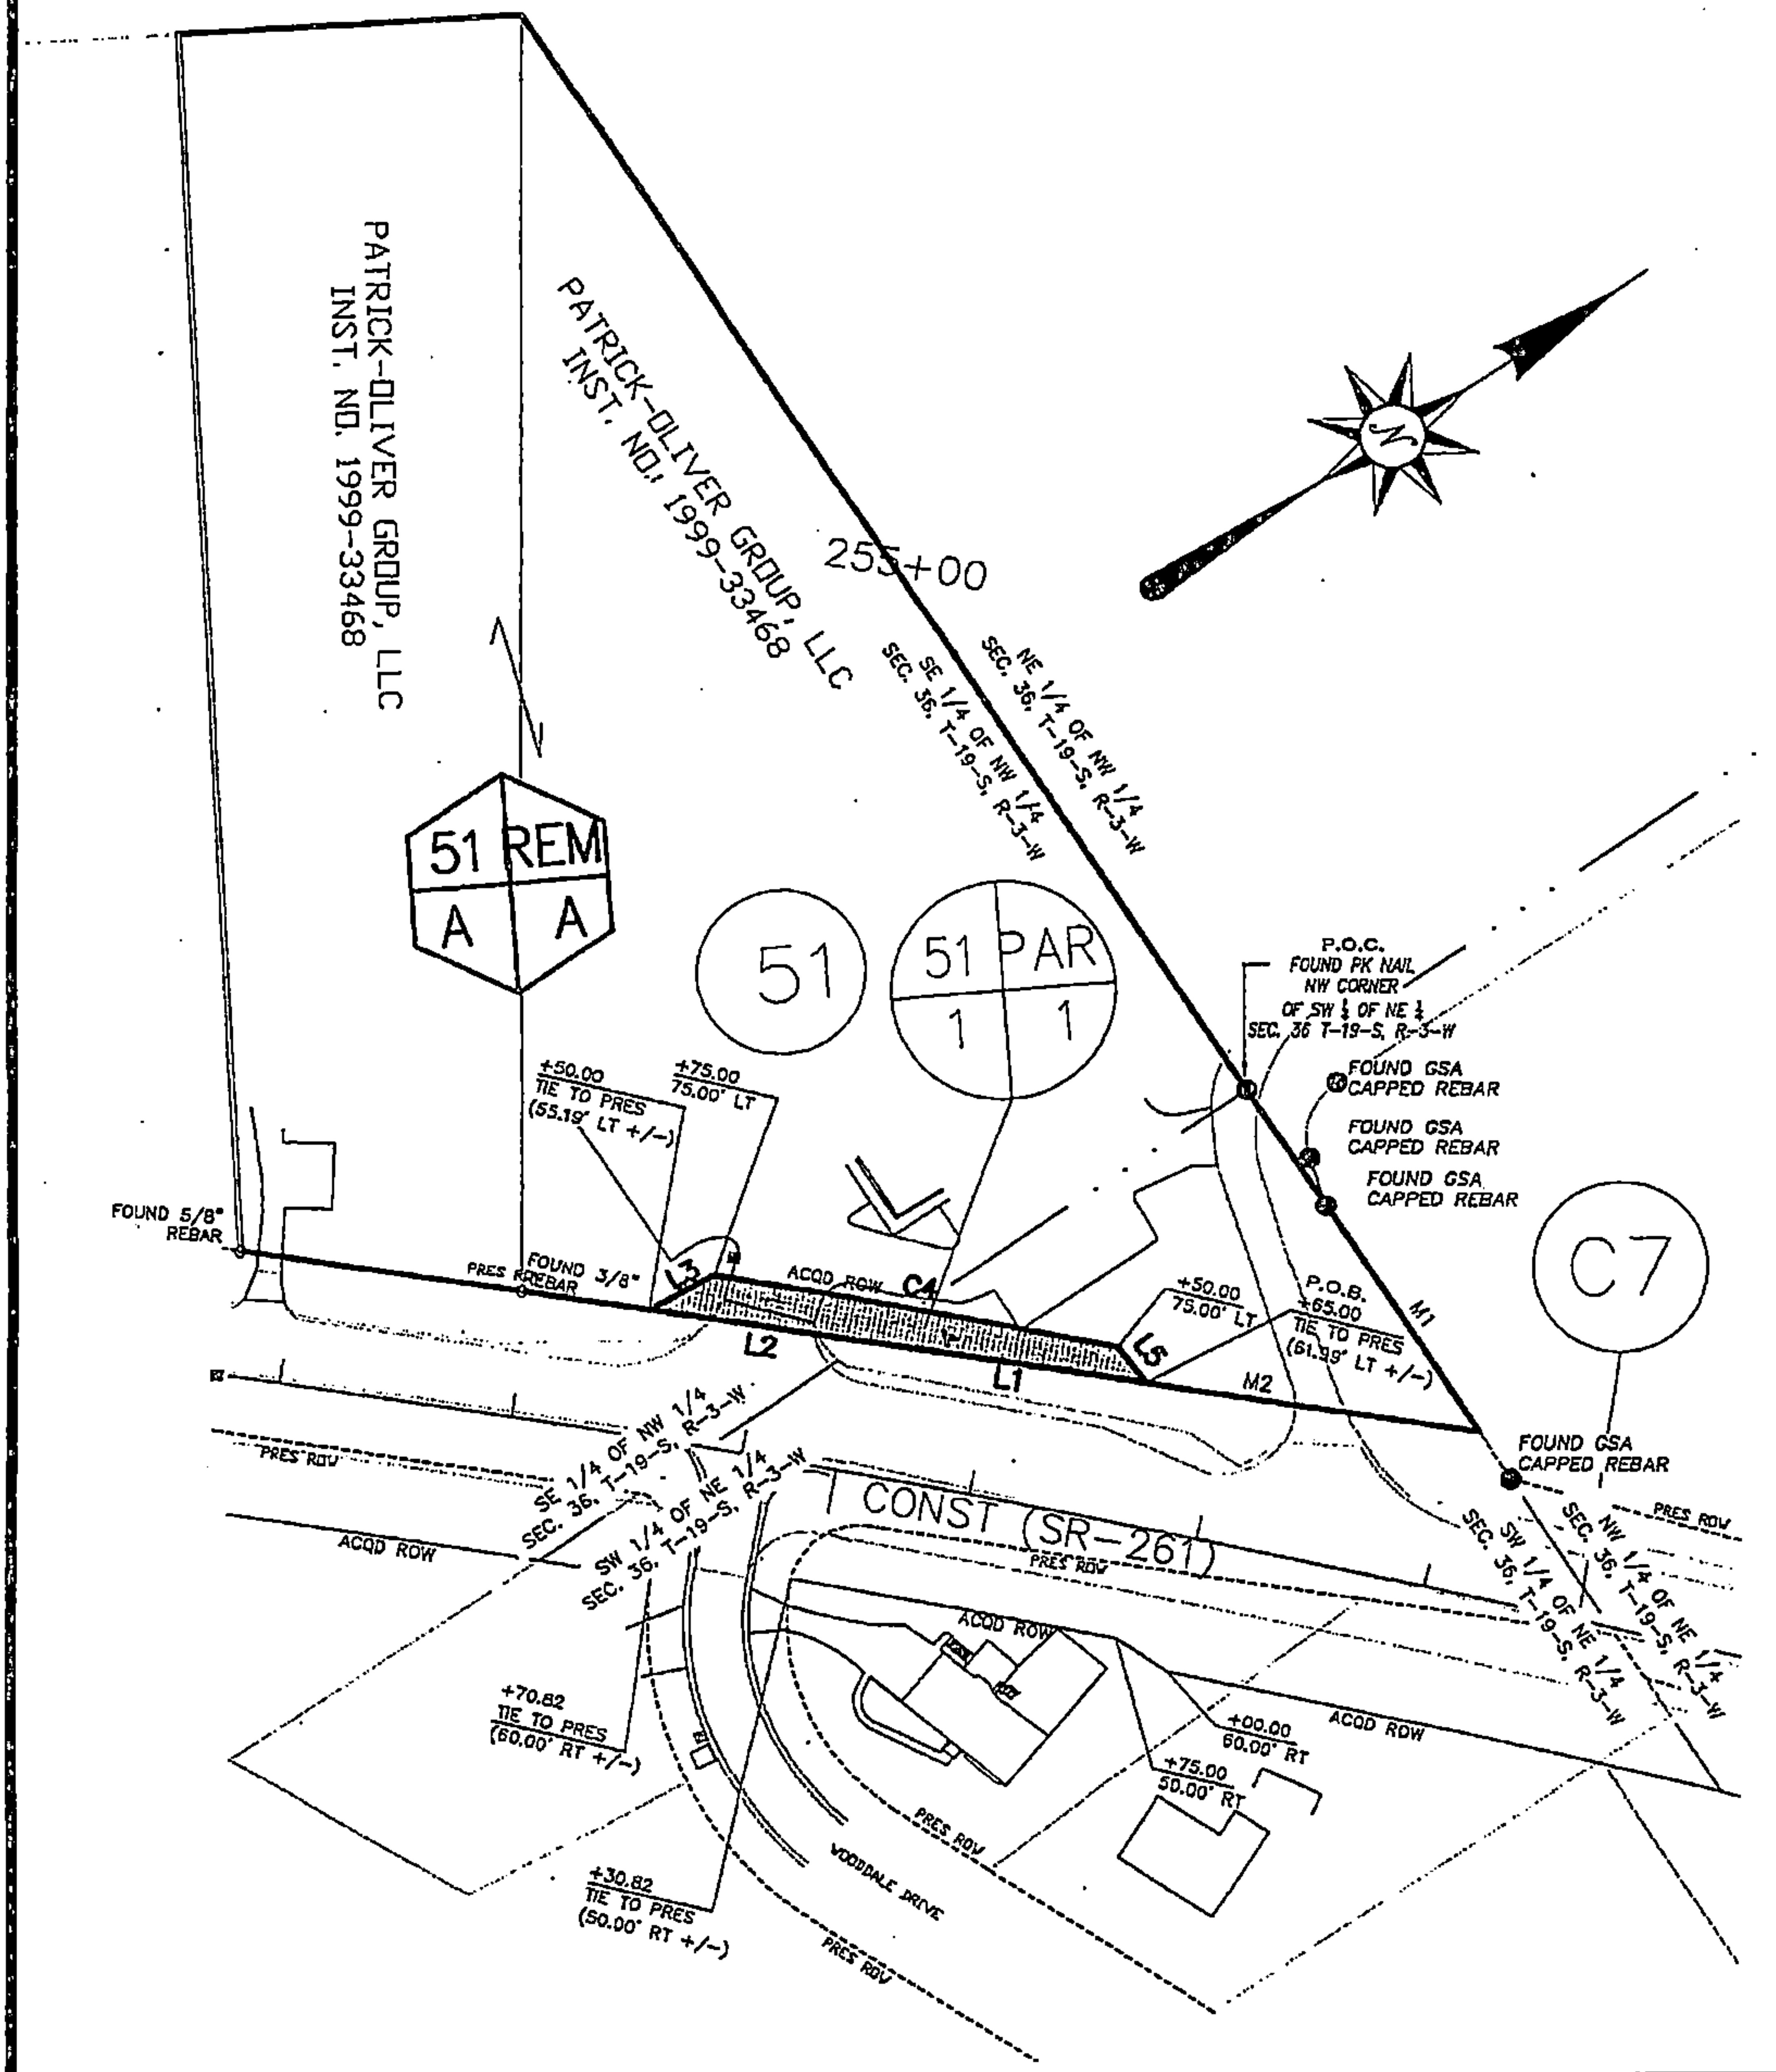 PATRICK-OLIVER GROUP, LLC
INST. NO. 1999-33468
PATRICK-OLIVER GROUP, LLC
INST. NO.: 1999-33468
255+00
N
NE 1/4 OF NW 1/4
SEC. 36, T-19-S, R-3-W
SE 1/4 OF NW 1/4
SEC. 36, T-19-S, R-3-W
51 REM
A A
51
51 PAR
1 1
P.O.C.
FOUND PK NAIL
NW CORNER
OF SW 1/4 OF NE 1/4
SEC. 36 T-19-S, R-3-W
FOUND GSA
CAPPED REBAR
FOUND GSA
CAPPED REBAR
FOUND GSA
CAPPED REBAR
+50.00
TIE TO PRES
(55.19' LT +/-)
+75.00
75.00' LT
FOUND 5/8"
REBAR
PRES R
FOUND 3/8"
REBAR
L3
ACQD ROW
C4
+50.00
75.00' LT
P.O.B.
+65.00
TIE TO PRES
(61.99' LT +/-)
M1
C7
L2
L1
L5
M2
FOUND GSA
CAPPED REBAR
PRES ROW
PRES ROW
SE 1/4 OF NW 1/4
SEC. 36, T-19-S, R-3-W
SW 1/4 OF NE 1/4
SEC. 36, T-19-S, R-3-W
ACQD ROW
CONST (SR-261)
PRES ROW
NW 1/4 OF NE 1/4
SEC. 36, T-19-S, R-3-W
SW 1/4 OF NE 1/4
SEC. 36, T-19-S, R-3-W
ACQD ROW
+70.82
TIE TO PRES
(60.00' RT +/-)
+00.00
60.00' RT
ACQD ROW
+75.00
50.00' RT
PRES ROW
WOODDALE DRIVE
+30.82
TIE TO PRES
(50.00' RT +/-)
PRES ROW